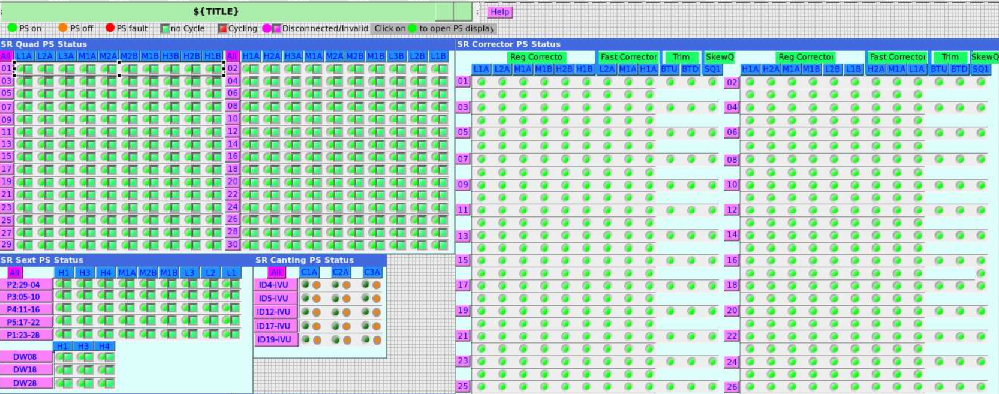 ${TITLE}
Help
PS on PS off PS fault no Cycle Cycling Disconnected/Invalid Click on to open PS display
SR Quad PS Status
All L1A L2A L3A M1A M2A M2B M1B H3B H2B H1B All H1A H2A H3A M1A M2A M2B M1B L3B L2B L1B
01 02
03 04
05 06
07 08
09 10
11 12
13 14
15 16
17 18
19 20
21 22
23 24
25 26
27 28
29 30
SR Sext PS Status
All H1 H3 H4 M1A M2B M1B L3 L2 L1
P2:29-04
P3:05-10
P4:11-16
P5:17-22
P1:23-28
H1 H3 H4
DW08
DW18
DW28
SR Canting PS Status
All C1A C2A C3A
ID4-IVU
ID5-IVU
ID12-IVU
ID17-IVU
ID19-IVU
SR Corrector PS Status
Reg Correcto Fast Corrector Trim SkewQ Reg Corrector Fast Corrector Trim SkewQ
L1A L2A M1A M1B H2B H1B L2A M1A H1A BTU BTD SQ1 H1A H2A M1A M1B L2B L1B H2A M1A L1A BTU BTD SQ1
01 02
03 04
05 06
07 08
09 10
11 12
13 14
15 16
17 18
19 20
21 22
23 24
25 26